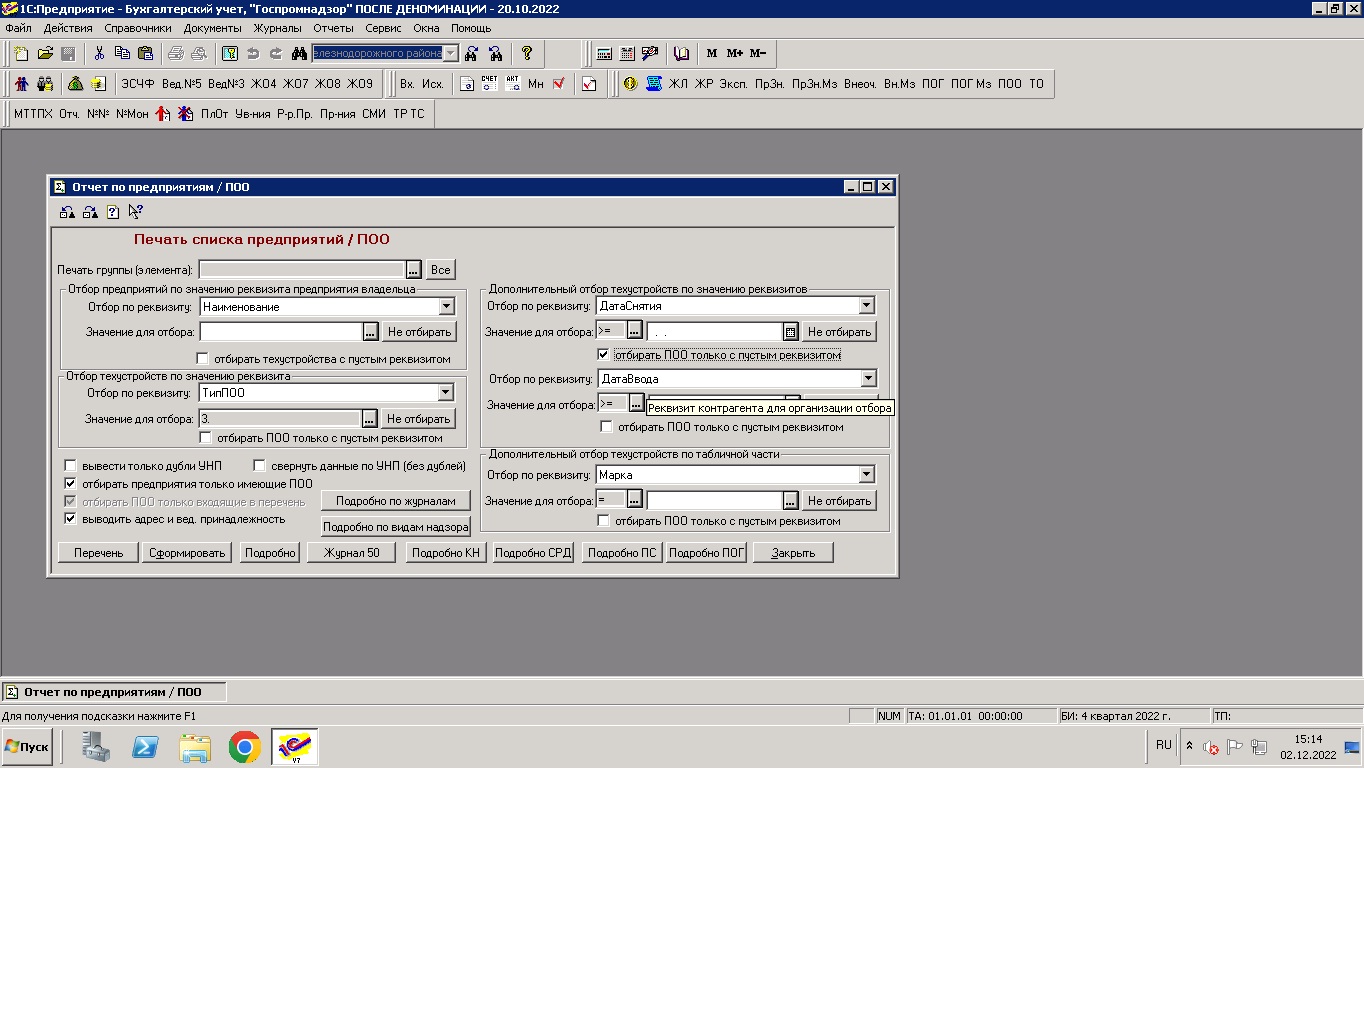 1С:Предприятие - Бухгалтерский учет, "Госпромнадзор" ПОСЛЕ ДЕНОМИНАЦИИ - 20.10.2022
Файл Действия Справочники Документы Журналы Отчеты Сервис Окна Помощь
елезнодорожного района M M+ M−
ЭСЧФ Вед.№5 Вед№3 ЖО4 ЖО7 ЖО8 ЖО9 Вх. Исх. СЧЕТ АКТ Мн ЖЛ ЖР Эксп. ПрЗн. ПрЗн.Мз Внеоч. Вн.Мз ПОГ ПОГ Мз ПОО ТО
МТТПХ Отч. №№ №Мон ПлОт Ув-ния Р-р.Пр. Пр-ния СМИ ТР ТС
Отчет по предприятиям / ПОО
Печать списка предприятий / ПОО
Печать группы (элемента): ... Все
Отбор предприятий по значению реквизита предприятия владельца
Отбор по реквизиту: Наименование
Значение для отбора: ... Не отбирать
отбирать техустройства с пустым реквизитом
Отбор техустройств по значению реквизита
Отбор по реквизиту: ТипПОО
Значение для отбора: 3. ... Не отбирать
отбирать ПОО только с пустым реквизитом
вывести только дубли УНП свернуть данные по УНП (без дублей)
отбирать предприятия только имеющие ПОО
отбирать ПОО только входящие в перечень Подробно по журналам
выводить адрес и вед. принадлежность Подробно по видам надзора
Дополнительный отбор техустройств по значению реквизитов
Отбор по реквизиту: ДатаСнятия
Значение для отбора: >= ... . . Не отбирать
отбирать ПОО только с пустым реквизитом
Отбор по реквизиту: ДатаВвода
Значение для отбора: >= ... Реквизит контрагента для организации отбора
отбирать ПОО только с пустым реквизитом
Дополнительный отбор техустройств по табличной части
Отбор по реквизиту: Марка
Значение для отбора: = ... ... Не отбирать
отбирать ПОО только с пустым реквизитом
Перечень Сформировать Подробно Журнал 50 Подробно КН Подробно СРД Подробно ПС Подробно ПОГ Закрыть
Отчет по предприятиям / ПОО
Для получения подсказки нажмите F1 NUM ТА: 01.01.01 00:00:00 БИ: 4 квартал 2022 г. ТП:
Пуск V7 RU 15:14
02.12.2022